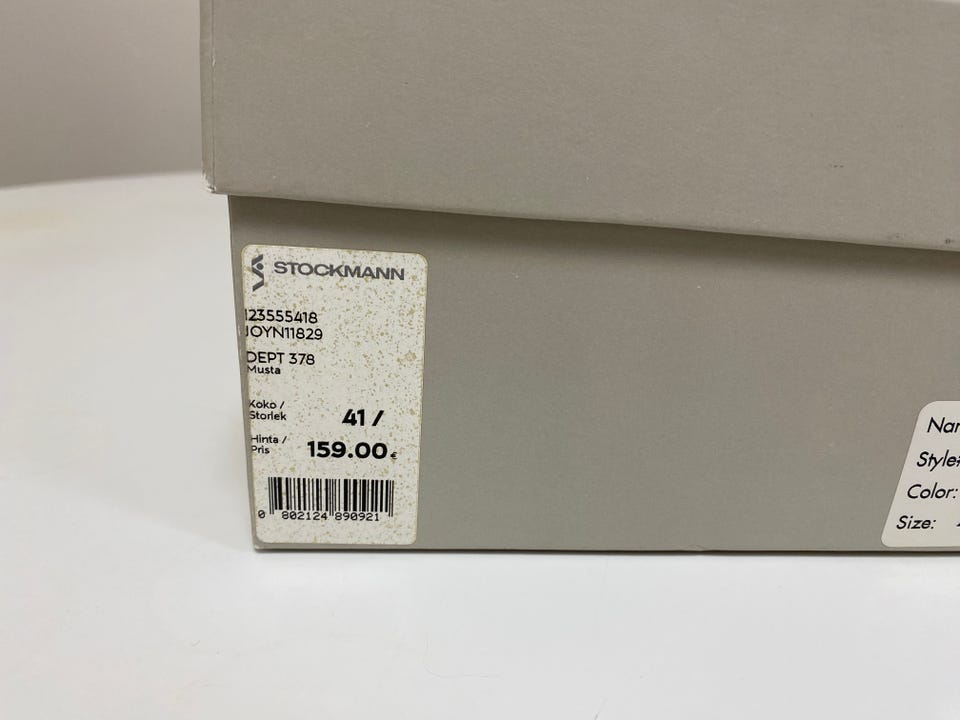 STOCKMANN
123555418
JOYN11829
DEPT 378
Musta
Koko /
Storlek
41 /
Hinta /
Pris
159.00 €
0 802124 890921
Style#
Color:
Size: